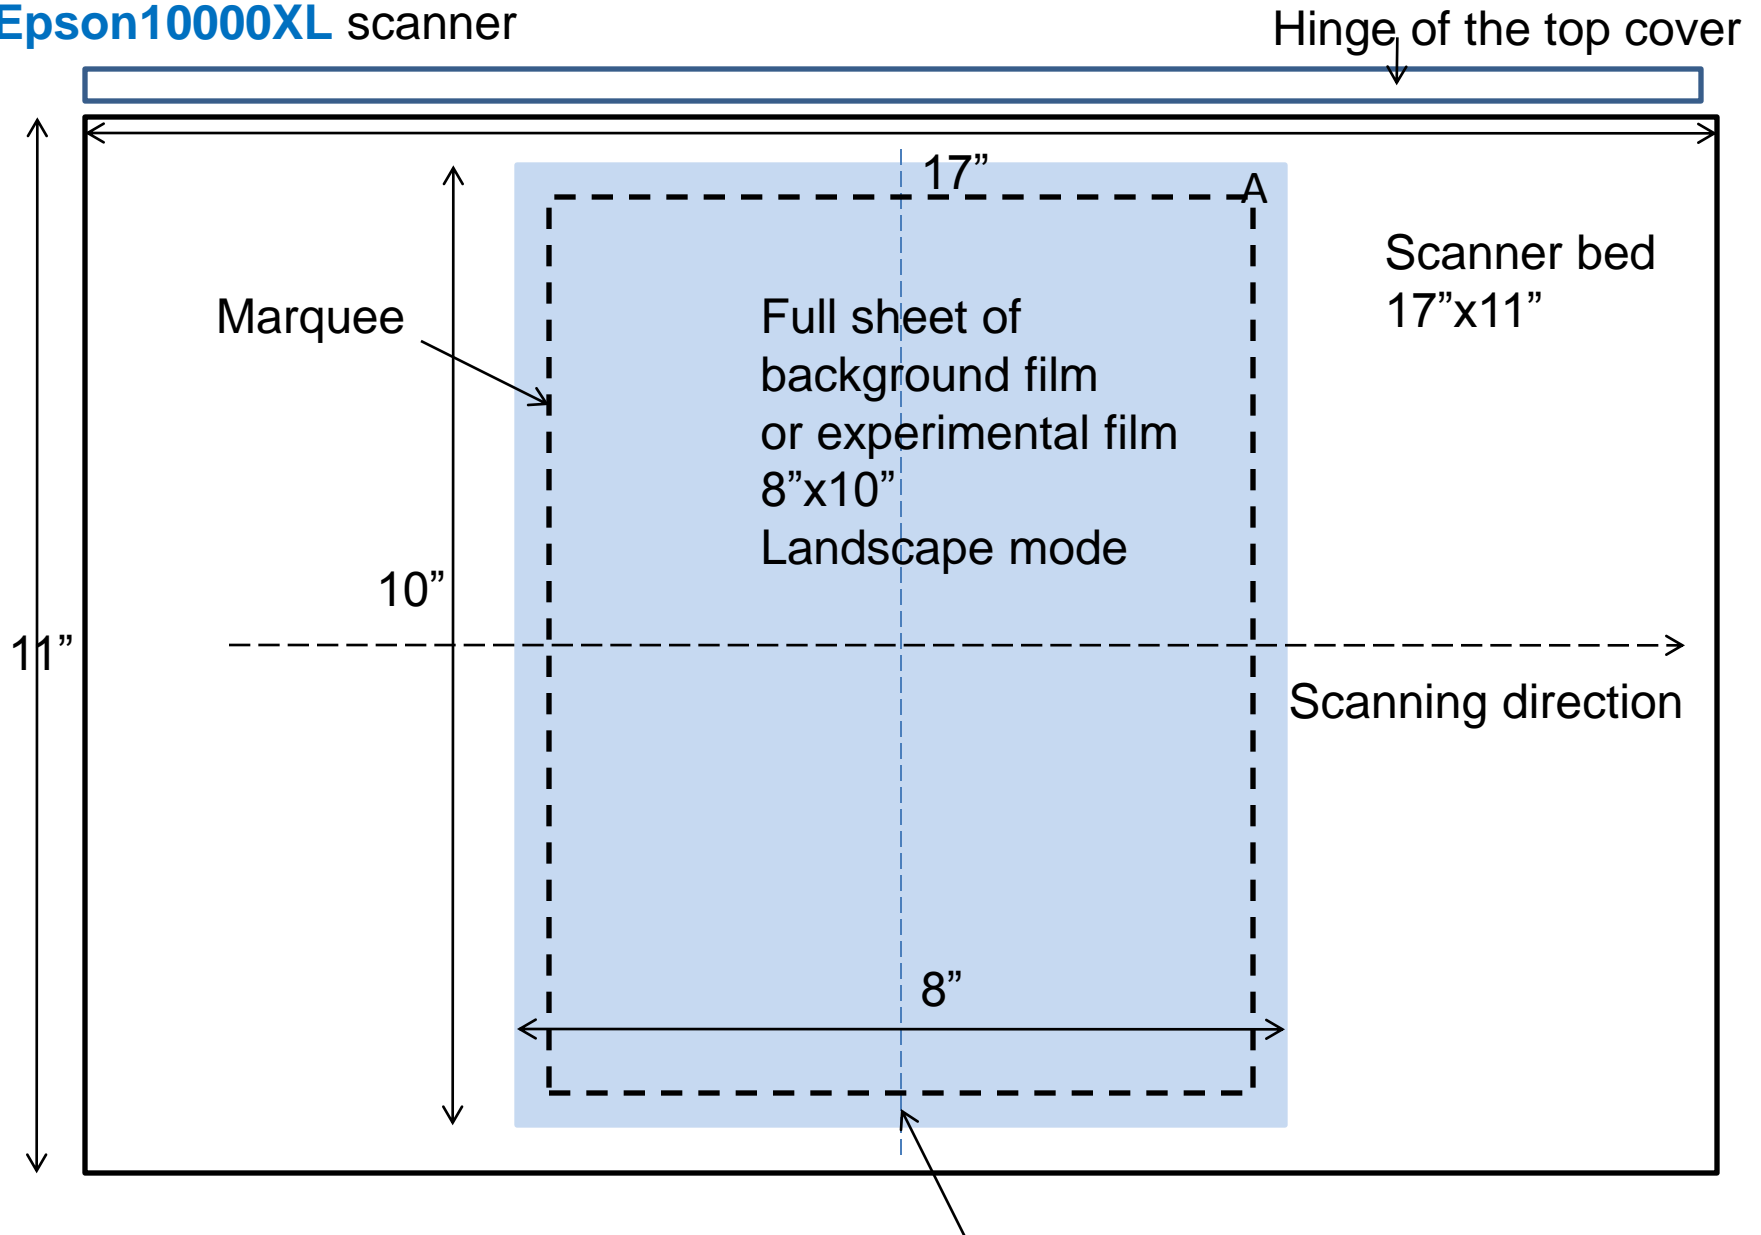 Epson10000XL scanner
Hinge of the top cover
17”
A
Scanner bed
17”x11”
Marquee
Full sheet of
background film
or experimental film
8”x10”
Landscape mode
10”
11”
Scanning direction
8”